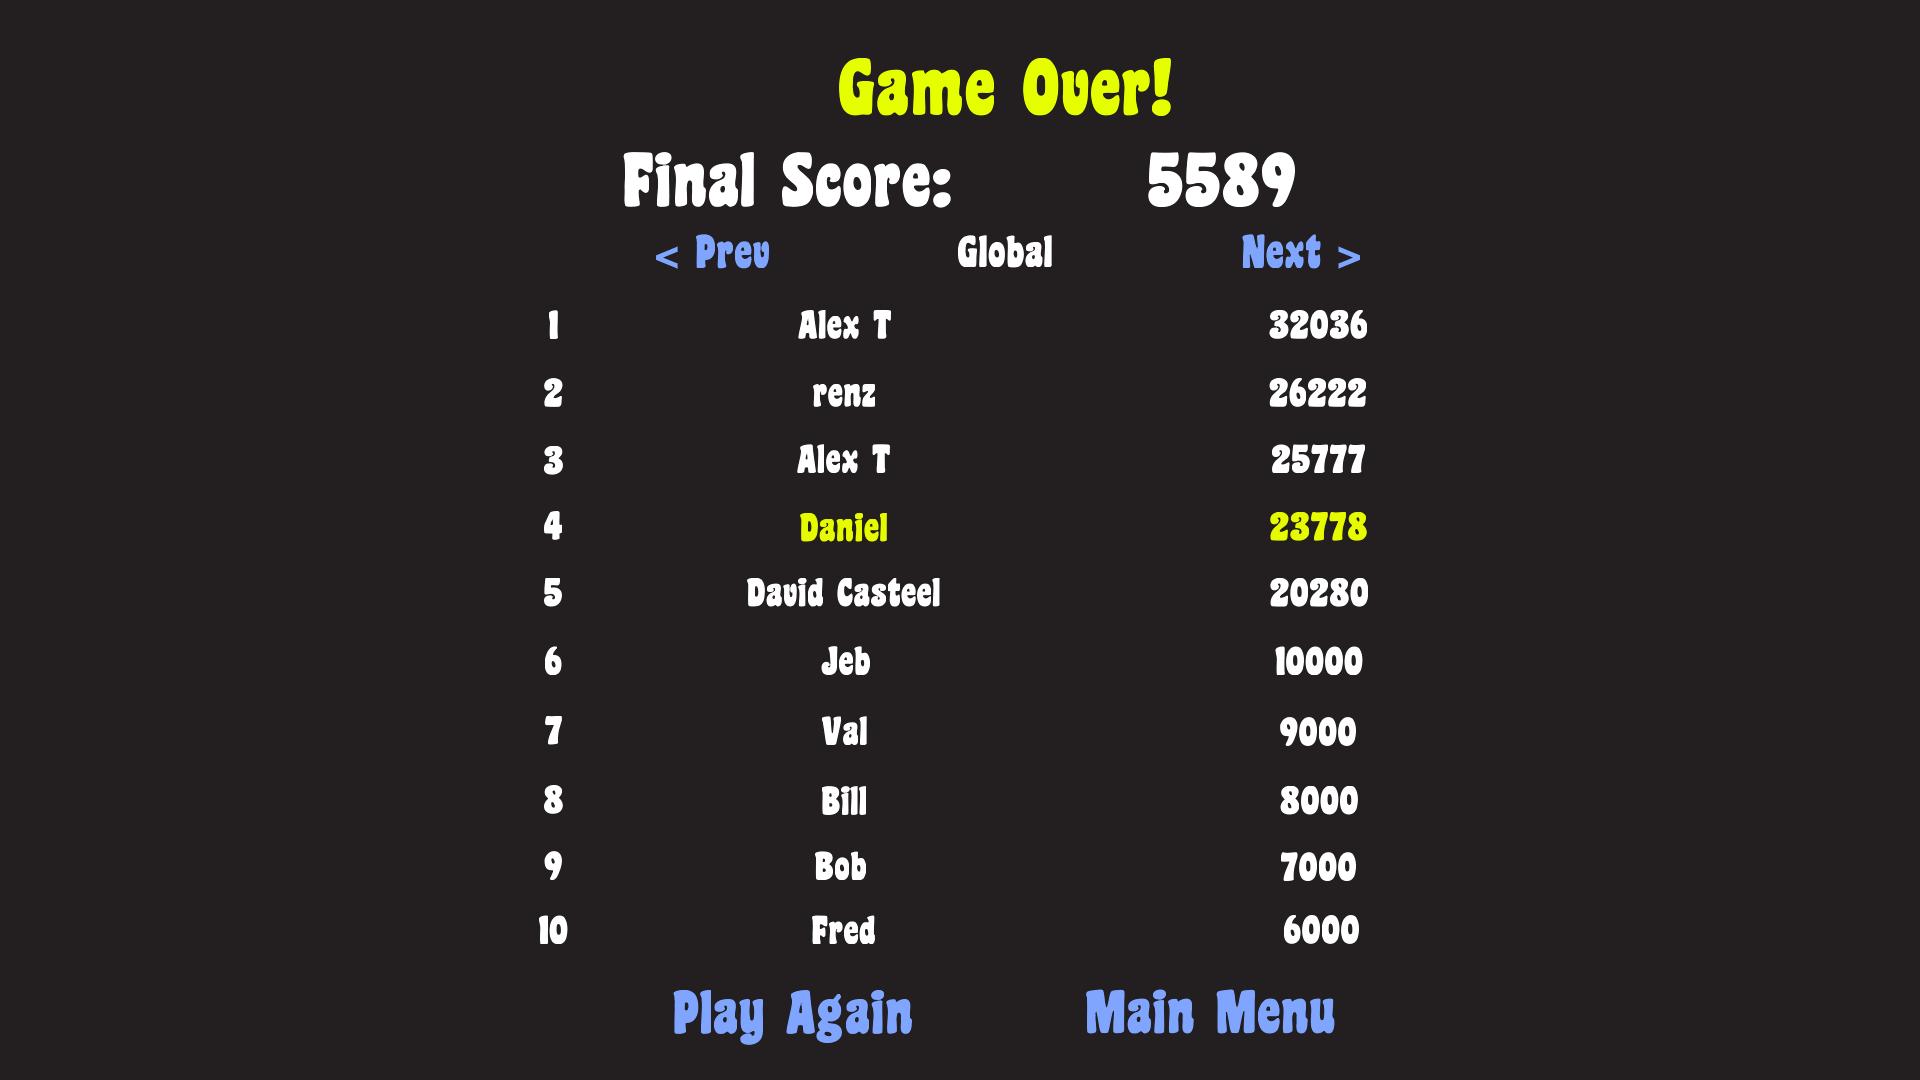 Game Over!
Final Score: 5589
< Prev Global Next >
1 Alex T 32036
2 renz 26222
3 Alex T 25777
4 Daniel 23778
5 David Casteel 20280
6 Jeb 10000
7 Val 9000
8 Bill 8000
9 Bob 7000
10 Fred 6000
Play Again Main Menu